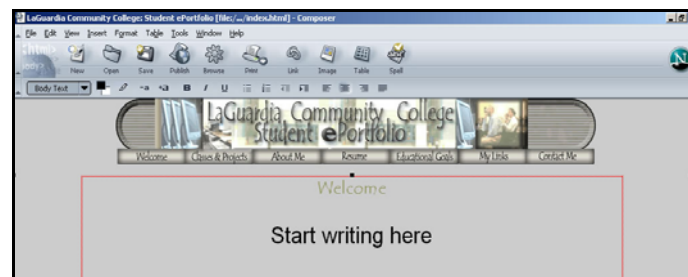 LaGuardia Community College: Student ePortfolio [file:/.../index.html] - Composer
File Edit View Insert Format Table Tools Window Help
New Open Save Publish Browse Print Link Image Table Spell
Body Text B I U
LaGuardia Community College
Student ePortfolio
Welcome Classes & Projects About Me Resume Educational Goals My Links Contact Me
Welcome
Start writing here